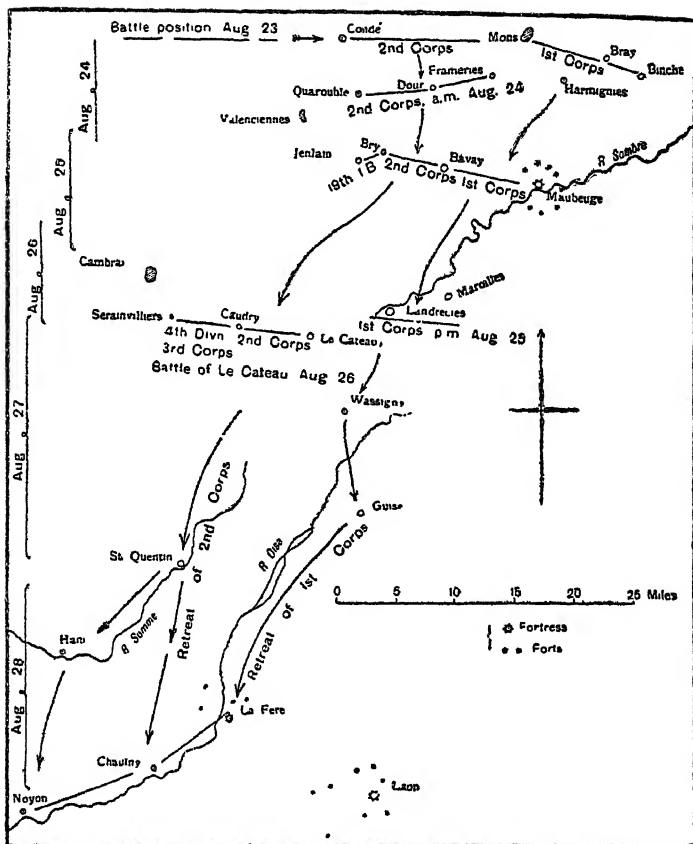 Battle position Aug 23
Condé
Mons
2nd Corps
Bray
1st Corps
Binche
Aug 24
Frameries
Dour
Quarouble
Harmignies
2nd Corps, a.m. Aug. 24
Valenciennes
R Sombre
Aug 25
Bry
Jenlain
Bavay
19th I B 2nd Corps 1st Corps
Maubeuge
Aug 26
Cambrai
Maroilles
Serainvilliers
Caudry
Landrecies
Le Cateau
1st Corps p m Aug 25
4th Divn 2nd Corps
3rd Corps
Battle of Le Cateau Aug 26
Wassigny
Aug 27
Guise
St. Quentin
R Oise
0 5 10 15 20 25 Miles
Fortress
Forts
Ham
R Somme
Retreat of 2nd Corps
Retreat of 1st Corps
Aug 28
La Fere
Chauny
Laon
Noyon